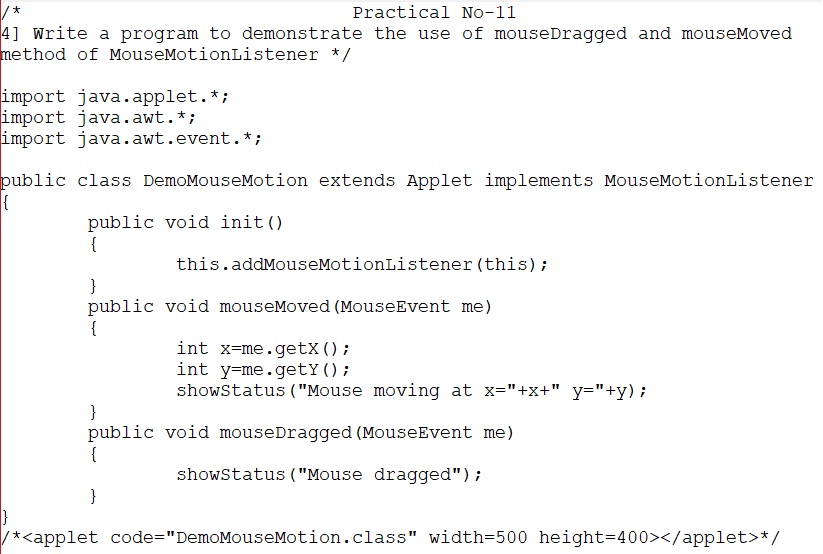 /* Practical No-11
4] Write a program to demonstrate the use of mouseDragged and mouseMoved
method of MouseMotionListener */
import java.applet.*;
import java.awt.*;
import java.awt.event.*;
public class DemoMouseMotion extends Applet implements MouseMotionListener
{
public void init()
{
this.addMouseMotionListener(this);
}
public void mouseMoved(MouseEvent me)
{
int x=me.getX();
int y=me.getY();
showStatus("Mouse moving at x="+x+" y="+y);
}
public void mouseDragged(MouseEvent me)
{
showStatus("Mouse dragged");
}
}
/*<applet code="DemoMouseMotion.class" width=500 height=400></applet>*/